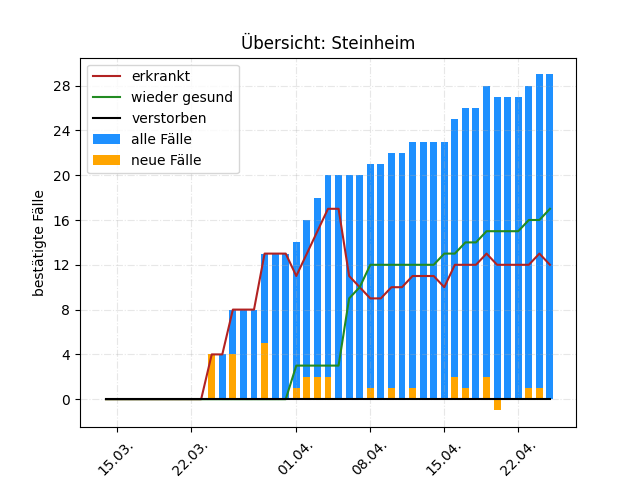 Übersicht: Steinheim
erkrankt
wieder gesund
verstorben
alle Fälle
neue Fälle
bestätigte Fälle
28
24
20
16
12
8
4
0
15.03.
22.03.
01.04.
08.04.
15.04.
22.04.